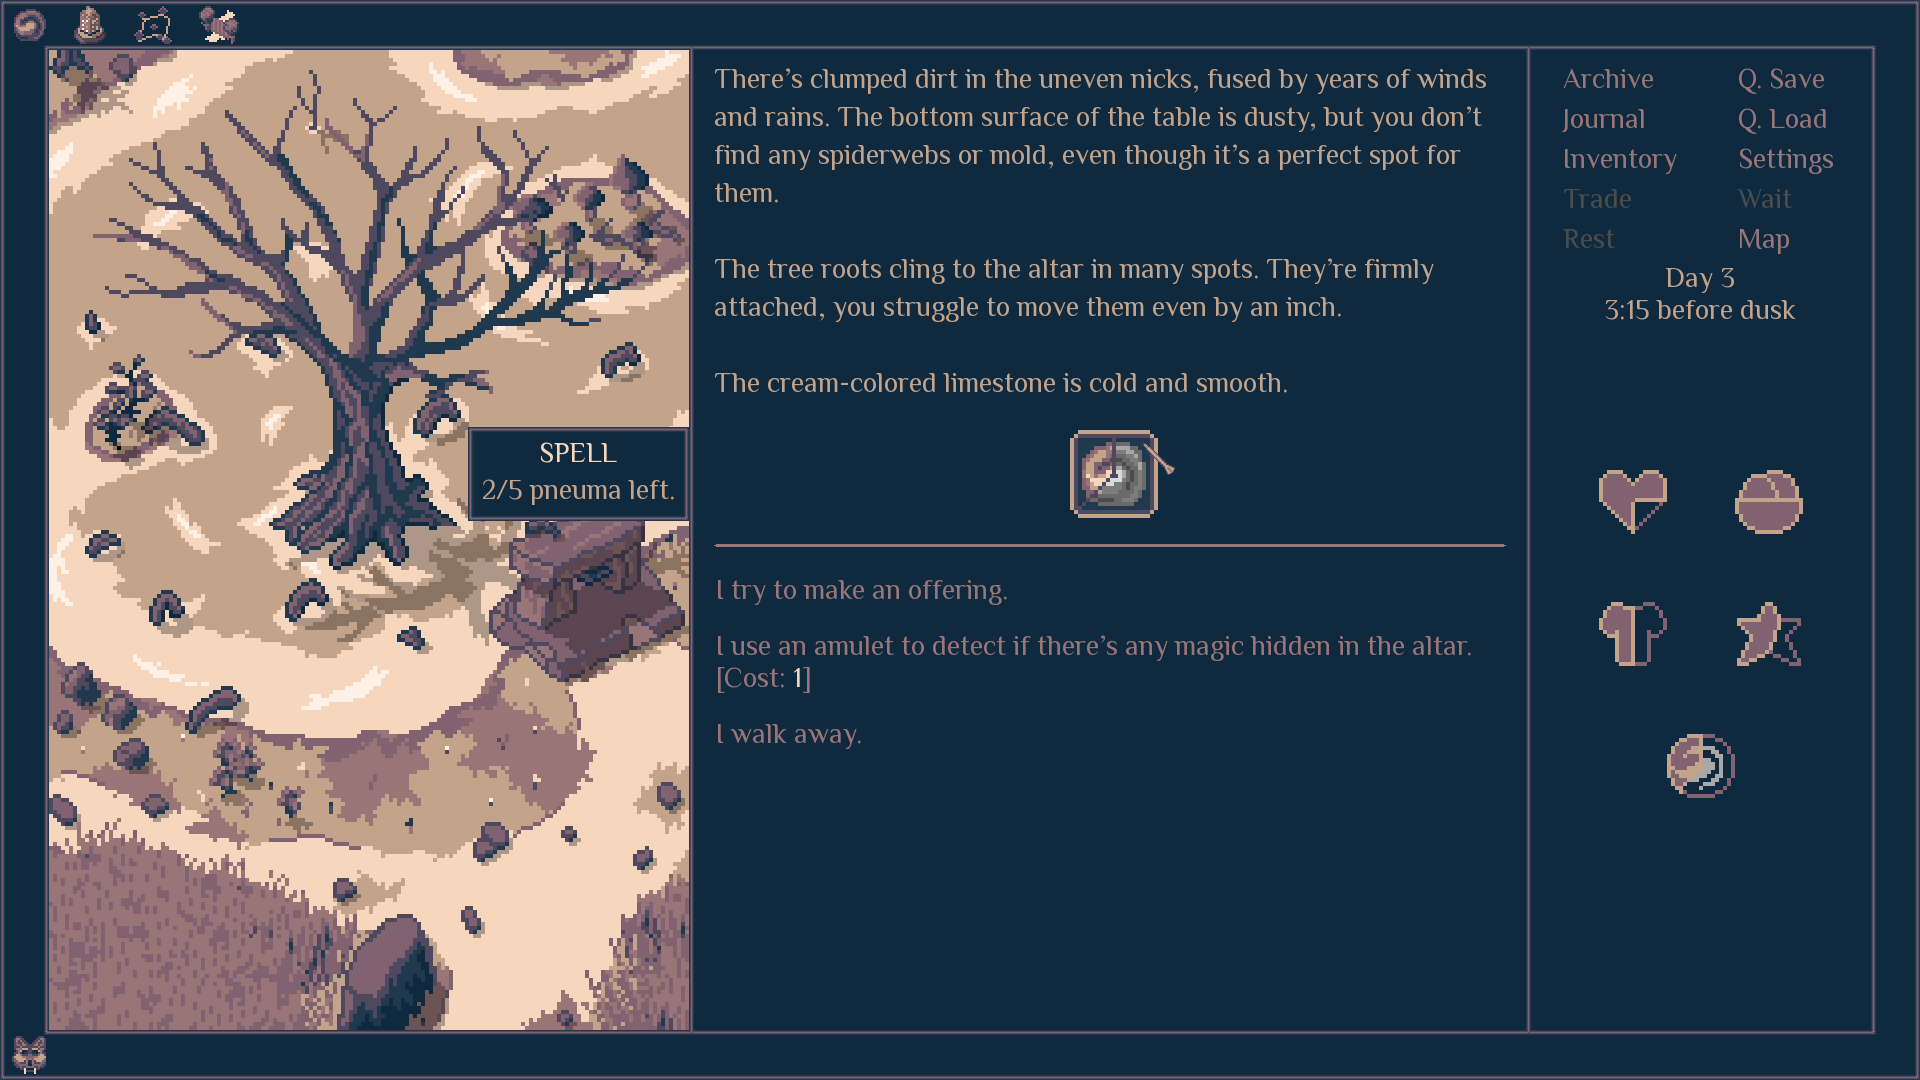 There’s clumped dirt in the uneven nicks, fused by years of winds
and rains. The bottom surface of the table is dusty, but you don’t
find any spiderwebs or mold, even though it’s a perfect spot for
them.
The tree roots cling to the altar in many spots. They’re firmly
attached, you struggle to move them even by an inch.
The cream-colored limestone is cold and smooth.
SPELL
2/5 pneuma left.
I try to make an offering.
I use an amulet to detect if there’s any magic hidden in the altar.
[Cost: 1]
I walk away.
Archive
Q. Save
Journal
Q. Load
Inventory
Settings
Trade
Wait
Rest
Map
Day 3
3:15 before dusk